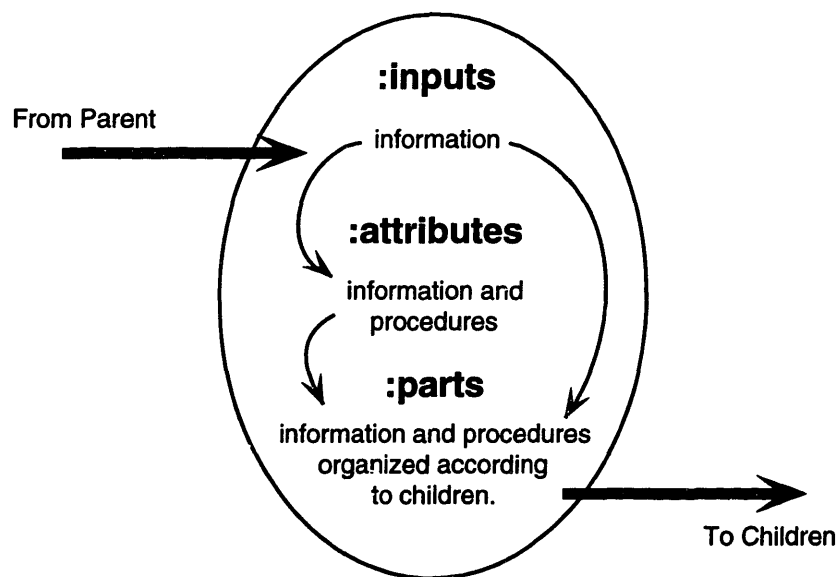 :inputs
From Parent
information
:attributes
information and
procedures
:parts
information and procedures
organized according
to children.
To Children